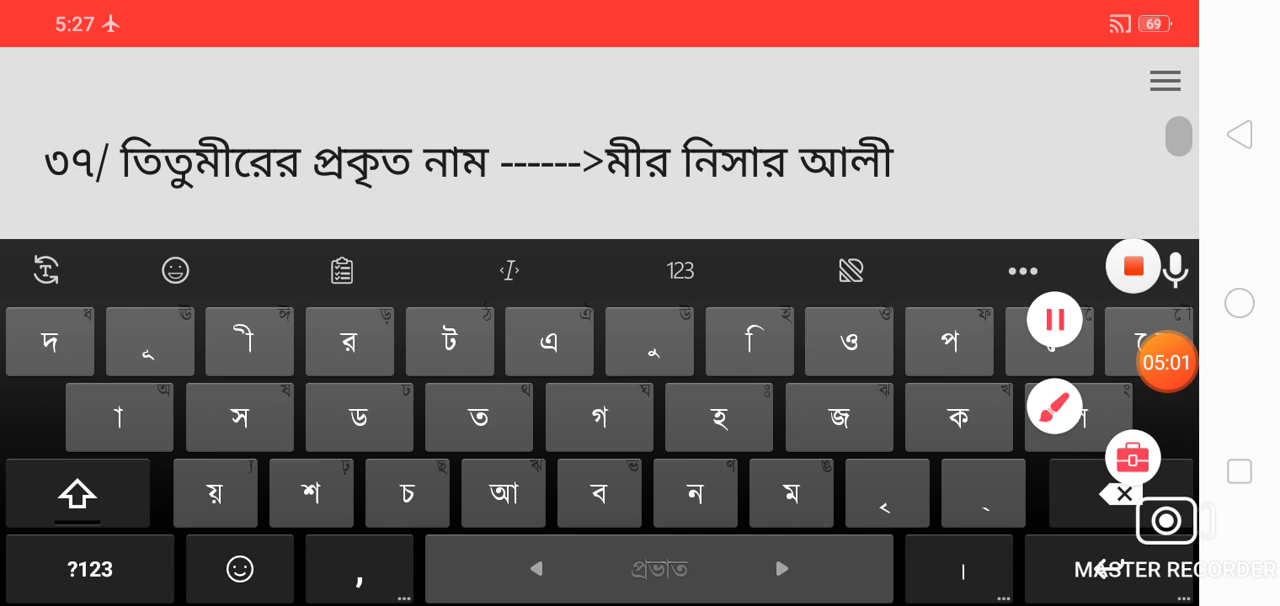 5:27
69
৩৭/ তিতুমীরের প্রকৃত নাম ------>মীর নিসার আলী
123
ধ ঊ ঈ ড় ঠ ঐ উ ই ঔ ফ ৈ ৌ
দ ূ ী র ট এ ু ি ও প
05:01
অ ষ ঢ থ ঘ ঃ ঝ খ ং
া স ড ত গ হ জ ক ল
য ঢ় ছ ঋ ভ ণ ঙ
য় শ চ আ ব ন ম ৃ ্
?123 , প্রভাত ।
MASTER RECORDER